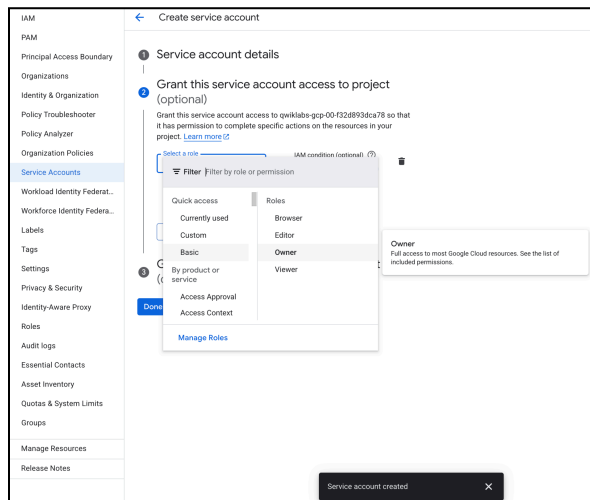 IAM
PAM
Principal Access Boundary
Organizations
Identity & Organization
Policy Troubleshooter
Policy Analyzer
Organization Policies
Service Accounts
Workload Identity Federat...
Workforce Identity Federa...
Labels
Tags
Settings
Privacy & Security
Identity-Aware Proxy
Roles
Audit logs
Essential Contacts
Asset Inventory
Quotas & System Limits
Groups
Manage Resources
Release Notes
Create service account
1 Service account details
2 Grant this service account access to project
(optional)
Grant this service account access to qwiklabs-gcp-00-f32d893dca78 so that
it has permission to complete specific actions on the resources in your
project. Learn more
Select a role
IAM condition (optional)
Filter Filter by role or permission
Quick access
Currently used
Custom
Basic
By product or
service
Access Approval
Access Context
Roles
Browser
Editor
Owner
Viewer
Manage Roles
Owner
Full access to most Google Cloud resources. See the list of
included permissions.
3
Done
Service account created